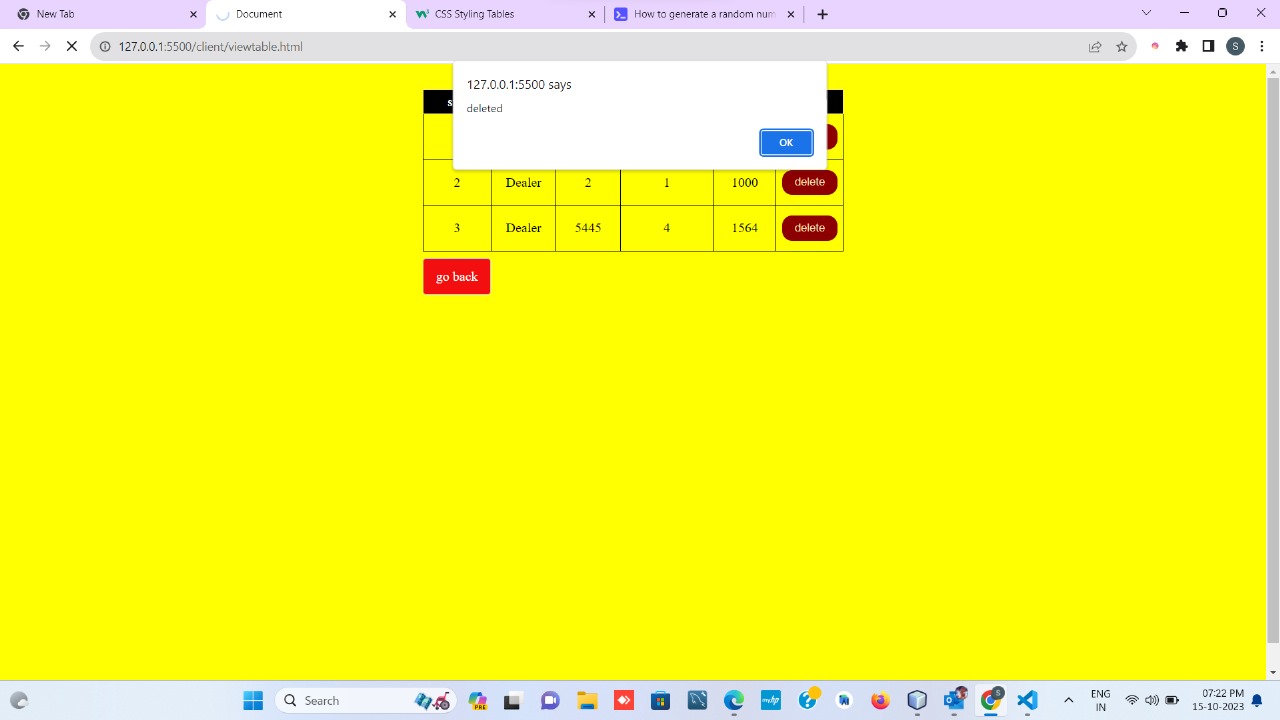 New Tab
Document
CSS Styling Tables
How to generate a random num
127.0.0.1:5500/client/viewtable.html
S
127.0.0.1:5500 says
deleted
OK
2 Dealer 2 1 1000 delete
3 Dealer 5445 4 1564 delete
go back
Search
PRE
ENG
IN
07:22 PM
15-10-2023